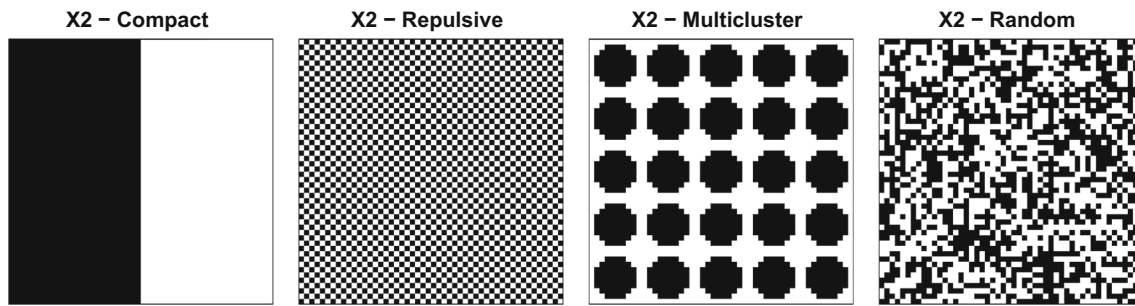 X2 − Compact
X2 − Repulsive
X2 − Multicluster
X2 − Random